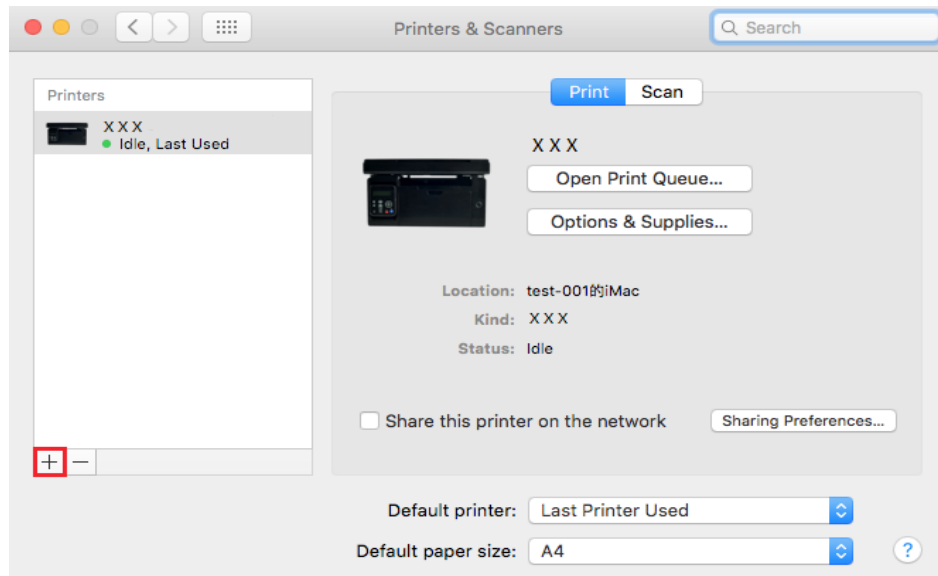 Printers & Scanners
Search
Printers
X X X
Idle, Last Used
Print
Scan
X X X
Open Print Queue...
Options & Supplies...
Location: test-001的iMac
Kind: X X X
Status: Idle
Share this printer on the network
Sharing Preferences...
+ −
Default printer: Last Printer Used
Default paper size: A4
?